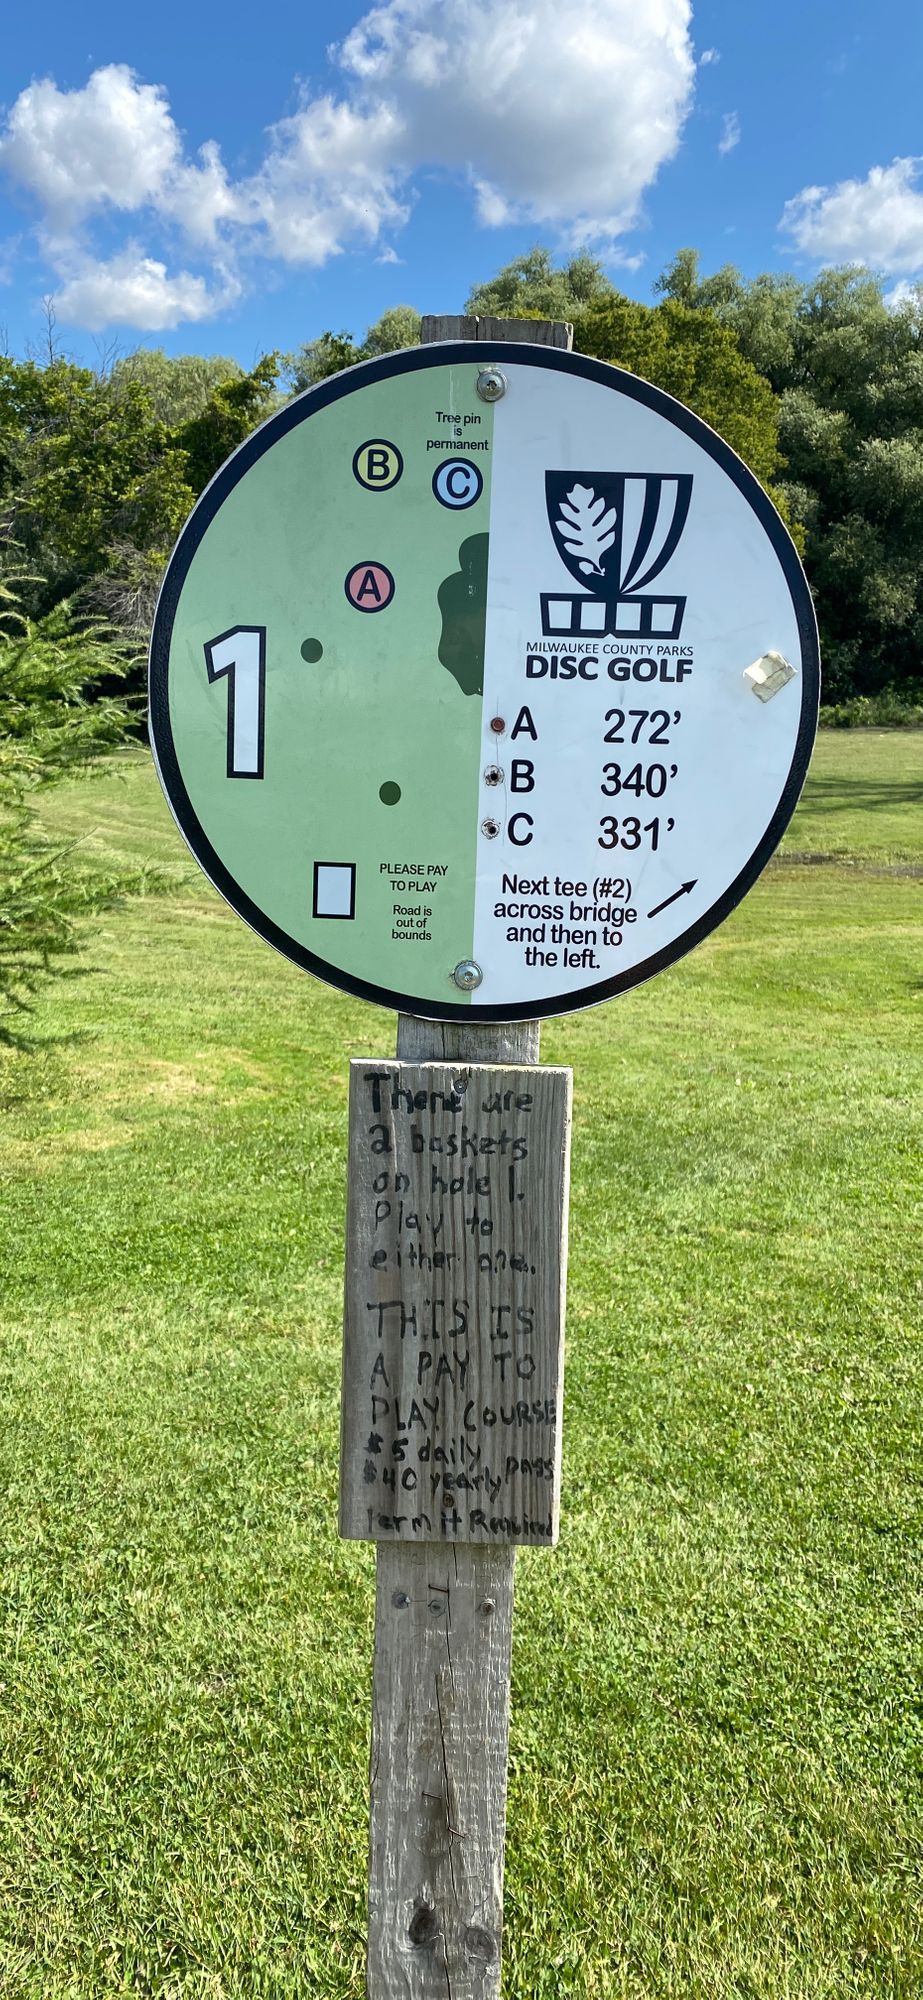 Tree pin
is
permanent
B
C
A
1
PLEASE PAY
TO PLAY
Road is
out of
bounds
MILWAUKEE COUNTY PARKS
DISC GOLF
A 272’
B 340’
C 331’
Next tee (#2)
across bridge
and then to
the left.
There are
2 baskets
on hole 1.
Play to
either one.
THIS IS
A PAY TO
PLAY COURSE
$5 daily
$40 yearly pass
Permit Required